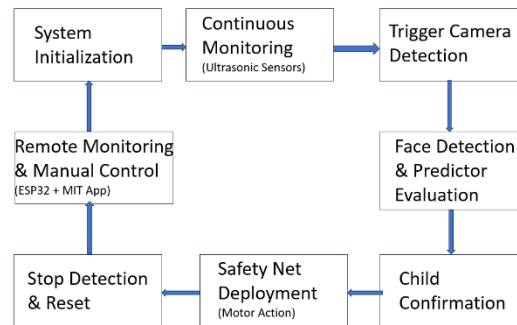 System
Initialization
Continuous
Monitoring
(Ultrasonic Sensors)
Trigger Camera
Detection
Face Detection
& Predictor
Evaluation
Child
Confirmation
Safety Net
Deployment
(Motor Action)
Stop Detection
& Reset
Remote Monitoring
& Manual Control
(ESP32 + MIT App)